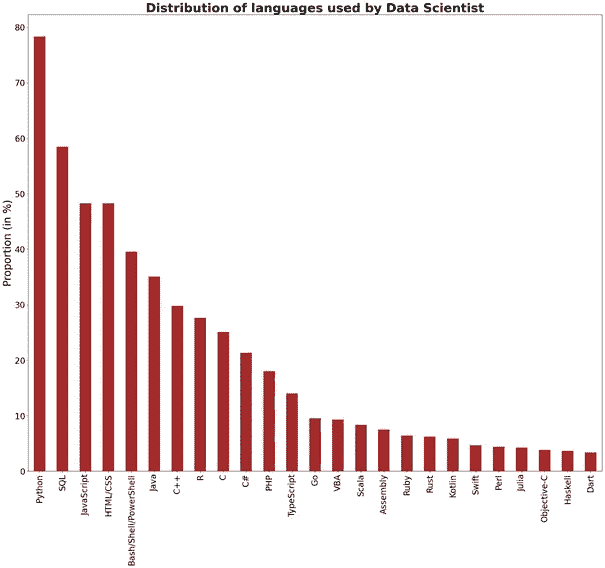 Distribution of languages used by Data Scientist
Proportion (in %)
80
70
60
50
40
30
20
10
0
Python
SQL
JavaScript
HTML/CSS
Bash/Shell/PowerShell
Java
C++
R
C
C#
PHP
TypeScript
Go
VBA
Scala
Assembly
Ruby
Rust
Kotlin
Swift
Perl
Julia
Objective-C
Haskell
Dart